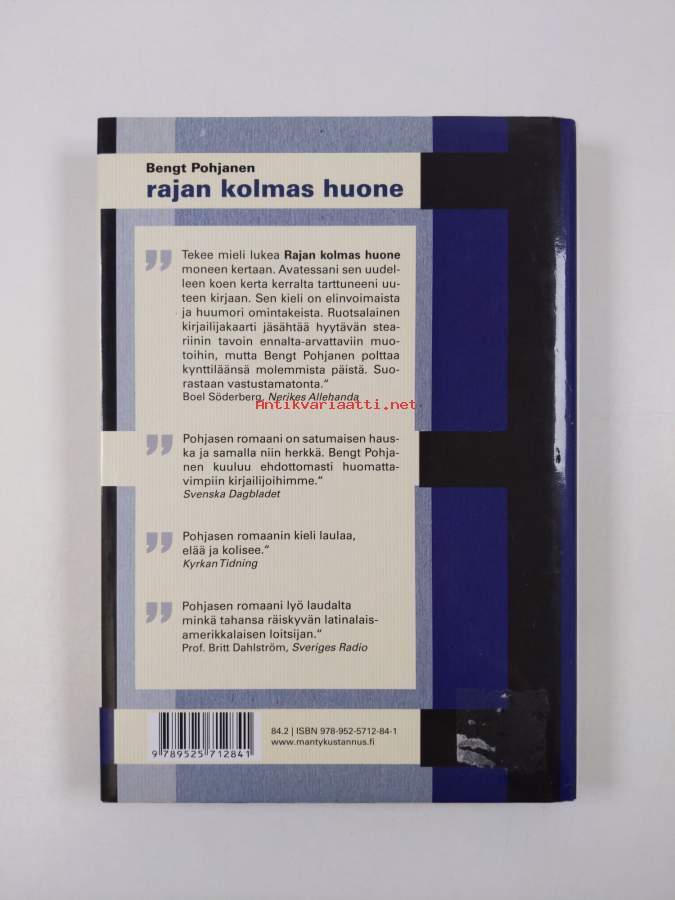 Bengt Pohjanen
rajan kolmas huone
Tekee mieli lukea Rajan kolmas huone
moneen kertaan. Avatessani sen uudel-
leen koen kerta kerralta tarttuneeni uu-
teen kirjaan. Sen kieli on elinvoimaista
ja huumori omintakeista. Ruotsalainen
kirjailijakaarti jäsähtää hyytävän stea-
riinin tavoin ennalta-arvattaviin muo-
toihin, mutta Bengt Pohjanen polttaa
kynttiläänsä molemmista päistä. Suo-
rastaan vastustamatonta.“
Boel Söderberg, Nerikes Allehanda
Antikvariaatti.net
Pohjasen romaani on satumaisen haus-
ka ja samalla niin herkkä. Bengt Pohja-
nen kuuluu ehdottomasti huomatta-
vimpiin kirjailijoihimme.“
Svenska Dagbladet
Pohjasen romaanin kieli laulaa,
elää ja kolisee.“
Kyrkan Tidning
Pohjasen romaani lyö laudalta
minkä tahansa räiskyvän latinalais-
amerikkalaisen loitsijan.“
Prof. Britt Dahlström, Sveriges Radio
84.2 | ISBN 978-952-5712-84-1
www.mantykustannus.fi
9 789525 712841